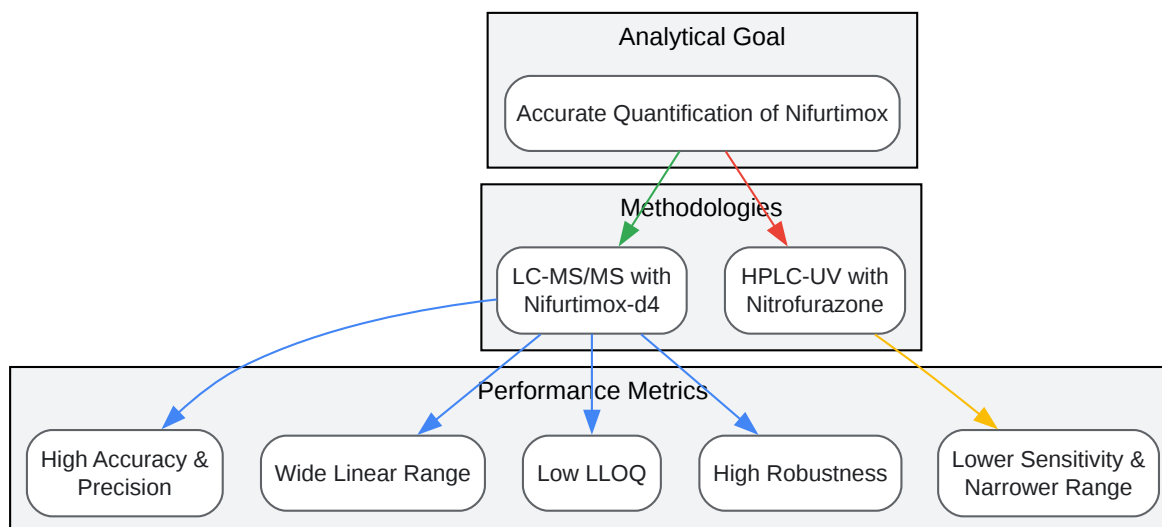 Analytical Goal
Accurate Quantification of Nifurtimox
Methodologies
LC-MS/MS with
Nifurtimox-d4
HPLC-UV with
Nitrofurazone
Performance Metrics
High Accuracy &
Precision
Wide Linear Range
Low LLOQ
High Robustness
Lower Sensitivity &
Narrower Range